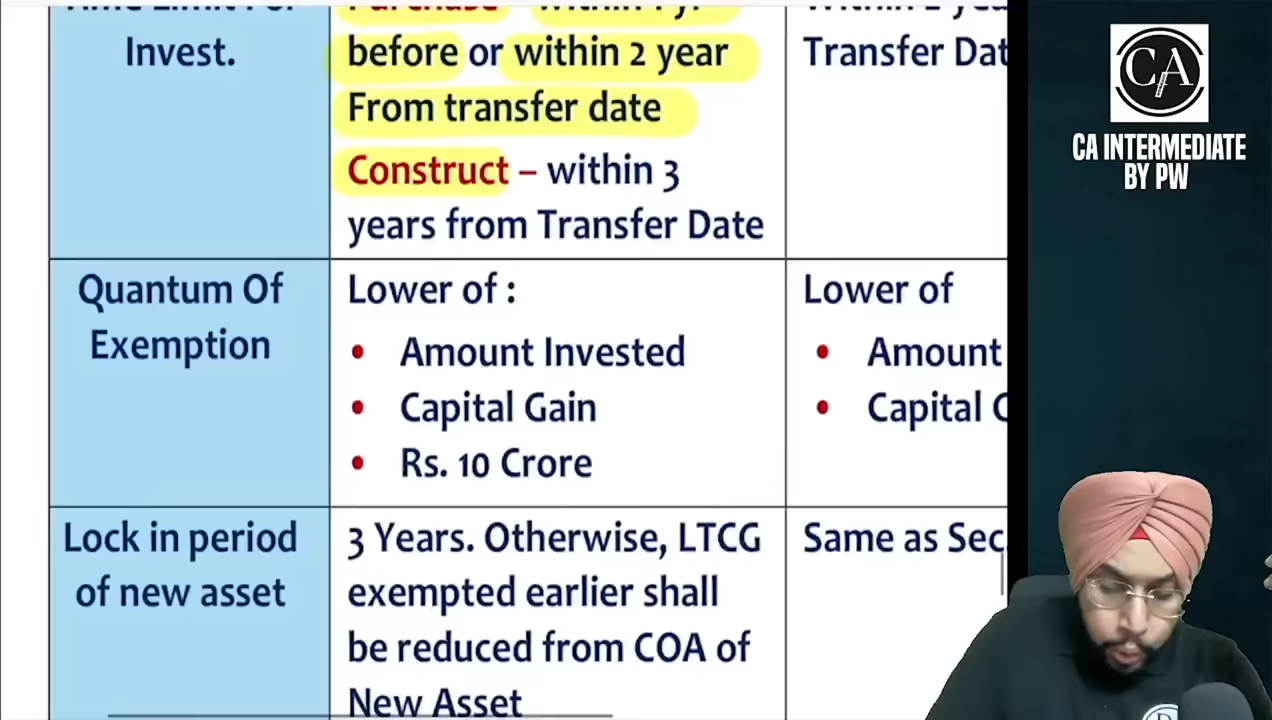 Invest.
before or within 2 year
From transfer date
Construct – within 3
years from Transfer Date
Transfer Dat
Quantum Of
Exemption
Lower of :
• Amount Invested
• Capital Gain
• Rs. 10 Crore
Lower of
• Amount
• Capital
Lock in period
of new asset
3 Years. Otherwise, LTCG
exempted earlier shall
be reduced from COA of
New Asset
Same as Sec
CA
CA INTERMEDIATE
BY PW